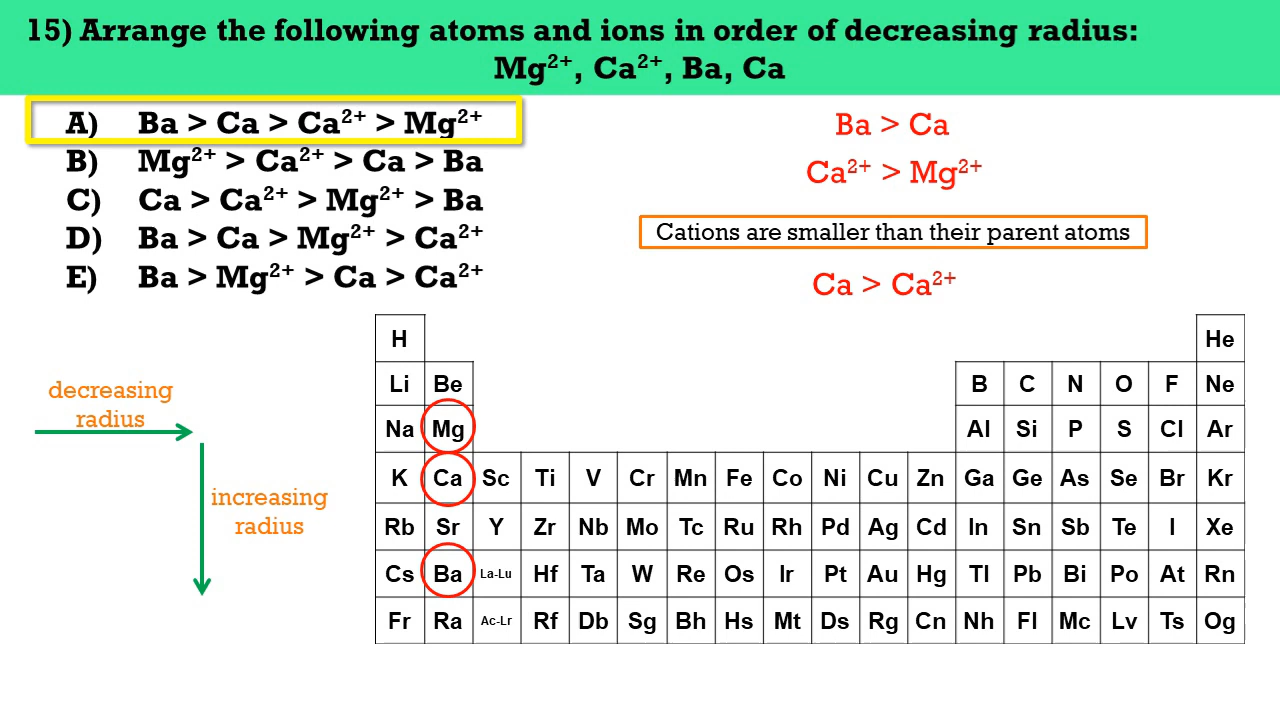 15) Arrange the following atoms and ions in order of decreasing radius:
Mg²⁺, Ca²⁺, Ba, Ca
A) Ba > Ca > Ca²⁺ > Mg²⁺
B) Mg²⁺ > Ca²⁺ > Ca > Ba
C) Ca > Ca²⁺ > Mg²⁺ > Ba
D) Ba > Ca > Mg²⁺ > Ca²⁺
E) Ba > Mg²⁺ > Ca > Ca²⁺
Ba > Ca
Ca²⁺ > Mg²⁺
Cations are smaller than their parent atoms
Ca > Ca²⁺
decreasing
radius
increasing
radius
H He
Li Be B C N O F Ne
Na Mg Al Si P S Cl Ar
K Ca Sc Ti V Cr Mn Fe Co Ni Cu Zn Ga Ge As Se Br Kr
Rb Sr Y Zr Nb Mo Tc Ru Rh Pd Ag Cd In Sn Sb Te I Xe
Cs Ba La-Lu Hf Ta W Re Os Ir Pt Au Hg Tl Pb Bi Po At Rn
Fr Ra Ac-Lr Rf Db Sg Bh Hs Mt Ds Rg Cn Nh Fl Mc Lv Ts Og